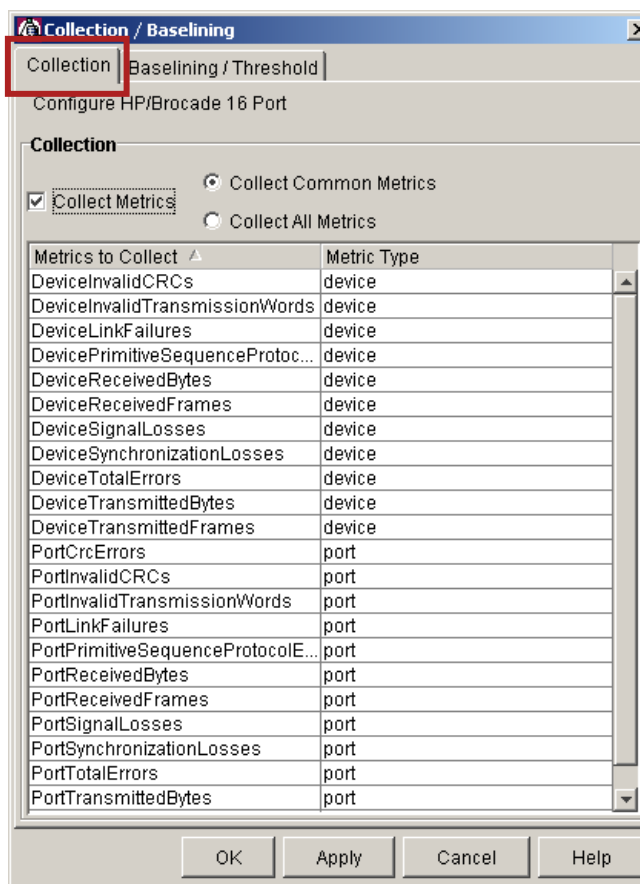 Collection / Baselining
Collection Baselining / Threshold
Configure HP/Brocade 16 Port
Collection
Collect Metrics
Collect Common Metrics
Collect All Metrics
Metrics to Collect Metric Type
DeviceInvalidCRCs device
DeviceInvalidTransmissionWords device
DeviceLinkFailures device
DevicePrimitiveSequenceProtoc... device
DeviceReceivedBytes device
DeviceReceivedFrames device
DeviceSignalLosses device
DeviceSynchronizationLosses device
DeviceTotalErrors device
DeviceTransmittedBytes device
DeviceTransmittedFrames device
PortCrcErrors port
PortInvalidCRCs port
PortInvalidTransmissionWords port
PortLinkFailures port
PortPrimitiveSequenceProtocolE... port
PortReceivedBytes port
PortReceivedFrames port
PortSignalLosses port
PortSynchronizationLosses port
PortTotalErrors port
PortTransmittedBytes port
OK Apply Cancel Help